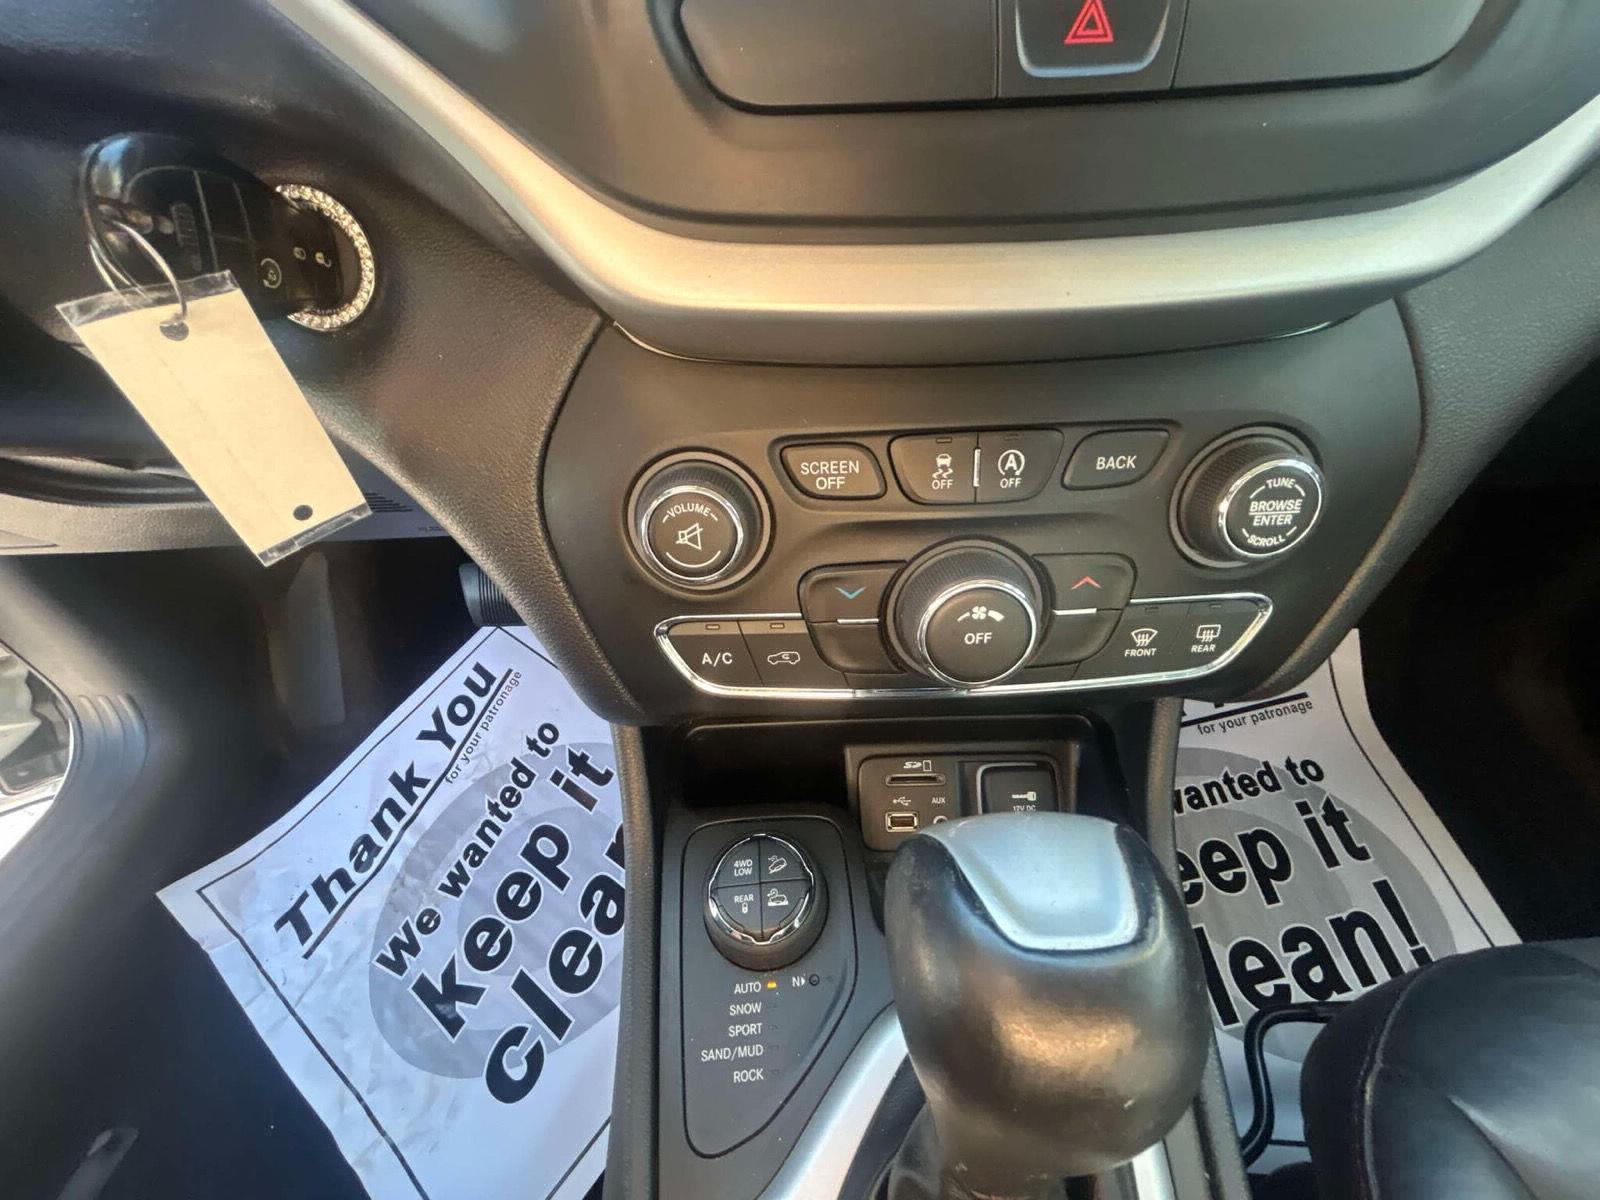 SCREEN
OFF
OFF
A
OFF
BACK
VOLUME
TUNE
BROWSE
ENTER
SCROLL
A/C
OFF
FRONT
REAR
Thank You
for your patronage
we wanted to
keep it
clean
for your patronage
wanted to
eep it
lean!
SD
AUX
12V DC
4WD
LOW
REAR
AUTO
N
SNOW
SPORT
SAND/MUD
ROCK